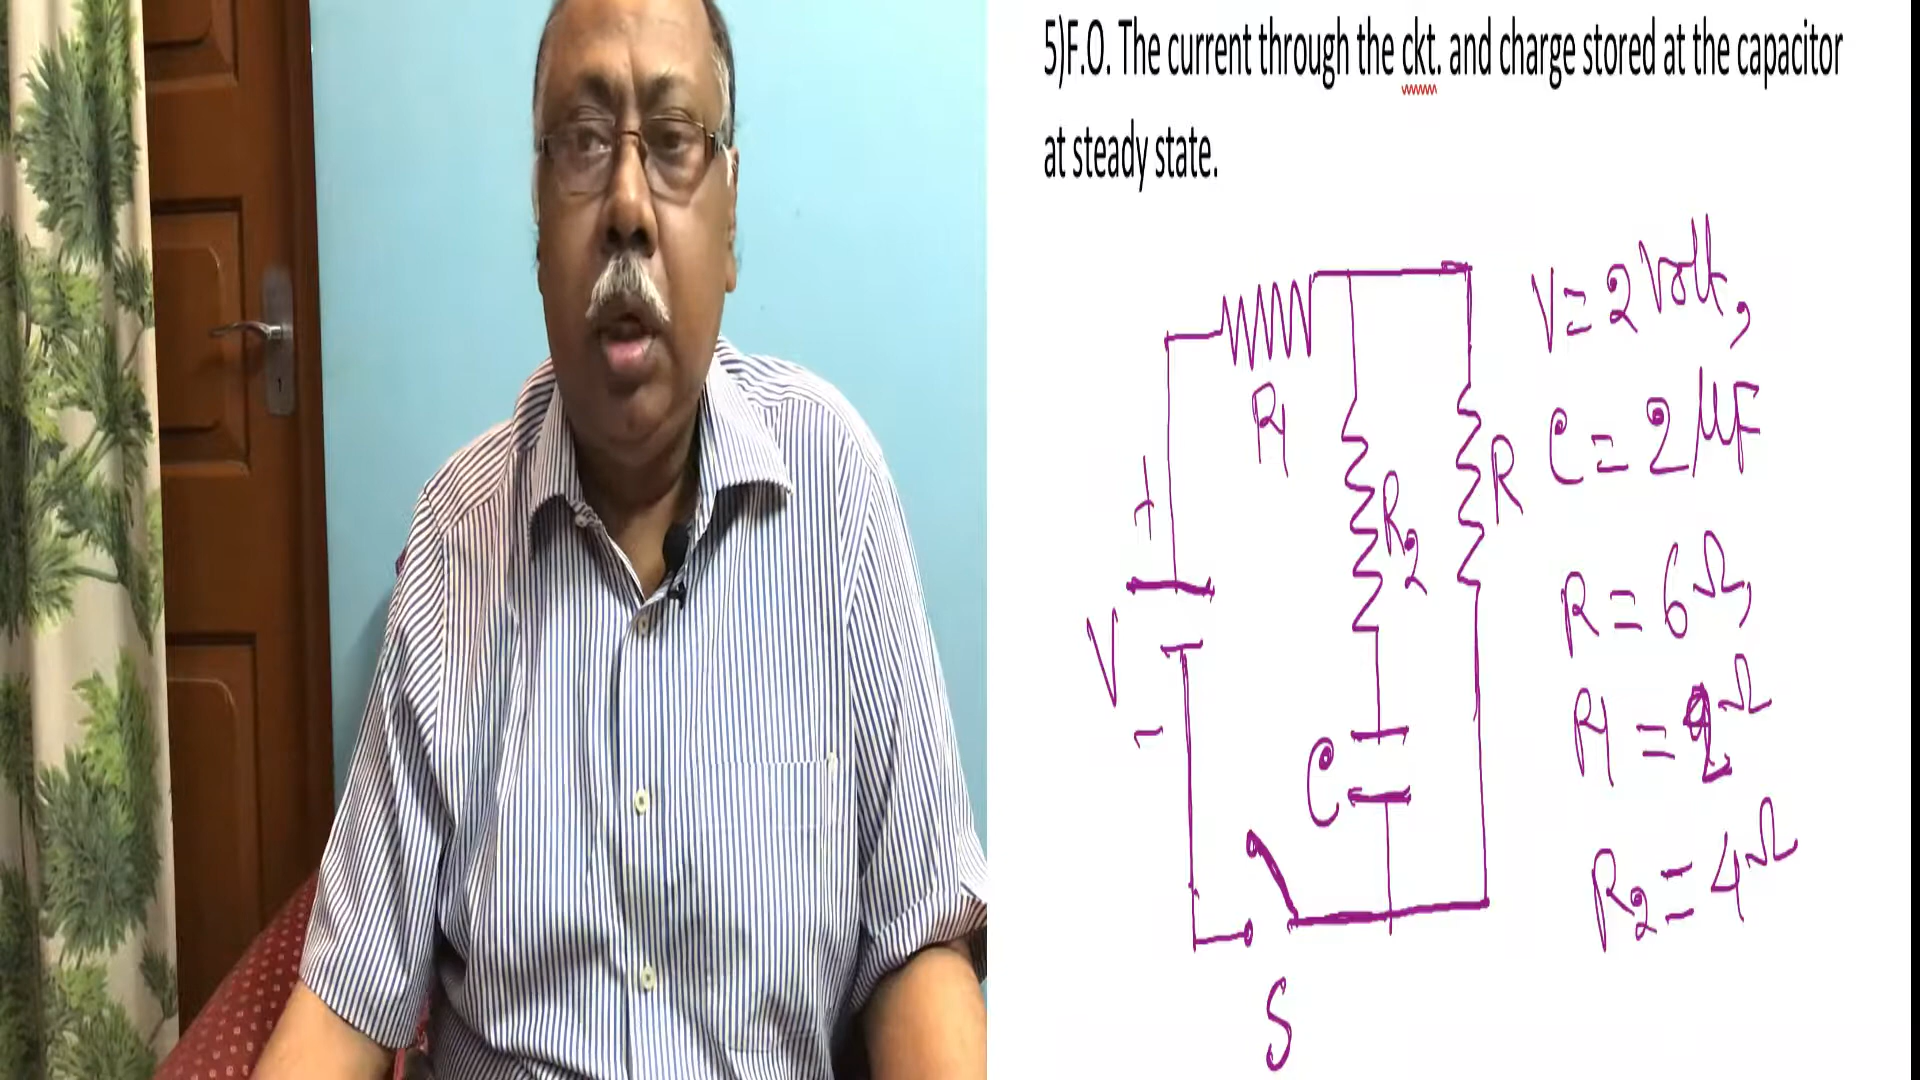 5)F.O. The current through the ckt. and charge stored at the capacitor
at steady state.
V = 2 Volt,
R1
C = 2 μF
+
R2
R
R = 6 Ω,
V
R1 = Ω
-
C
R2 = 4 Ω
S